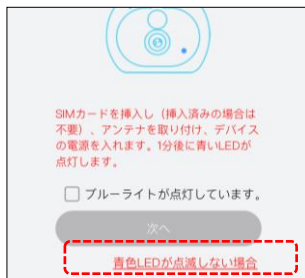 SIMカードを挿入し（挿入済みの場合は
不要）、アンテナを取り付け、デバイス
の電源を入れます。1分後に青いLEDが
点灯します。
ブルーライトが点灯しています。
次へ
青色LEDが点滅しない場合